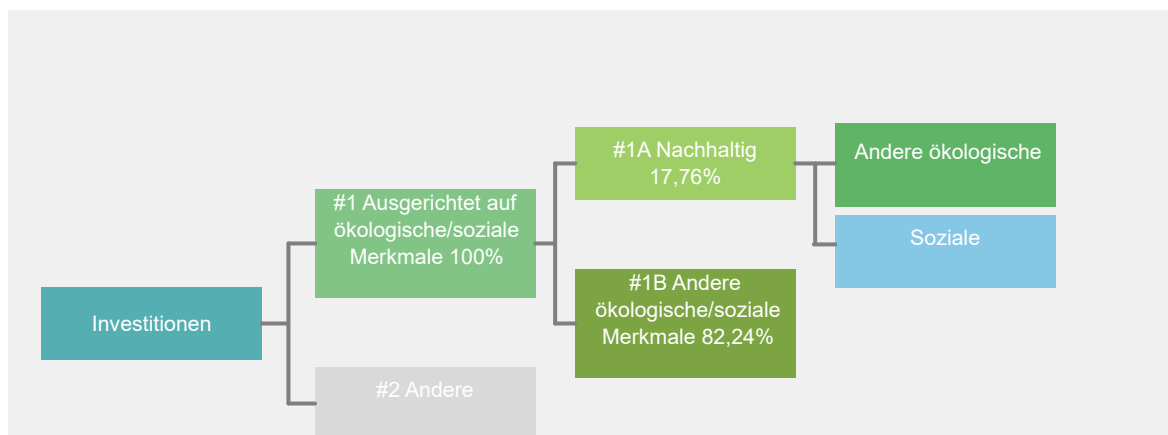 Investitionen
#1 Ausgerichtet auf
ökologische/soziale
Merkmale 100%
#2 Andere
#1A Nachhaltig
17,76%
#1B Andere
ökologische/soziale
Merkmale 82,24%
Andere ökologische
Soziale